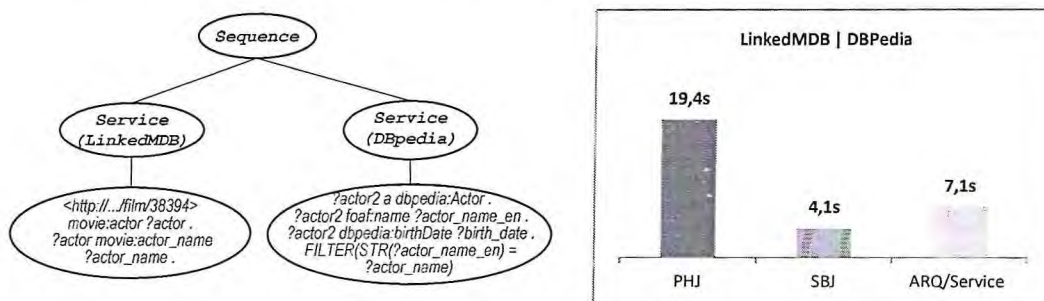 Sequence
Service
(LinkedMDB)
Service
(DBpedia)
<http://.../film/38394>
movie:actor ?actor .
?actor movie:actor_name
?actor_name .
?actor2 a dbpedia:Actor .
?actor2 foaf:name ?actor_name_en .
?actor2 dbpedia:birthDate ?birth_date .
FILTER(STR(?actor_name_en) =
?actor_name)
LinkedMDB | DBPedia
19,4s
4,1s
7,1s
PHJ
SBJ
ARQ/Service